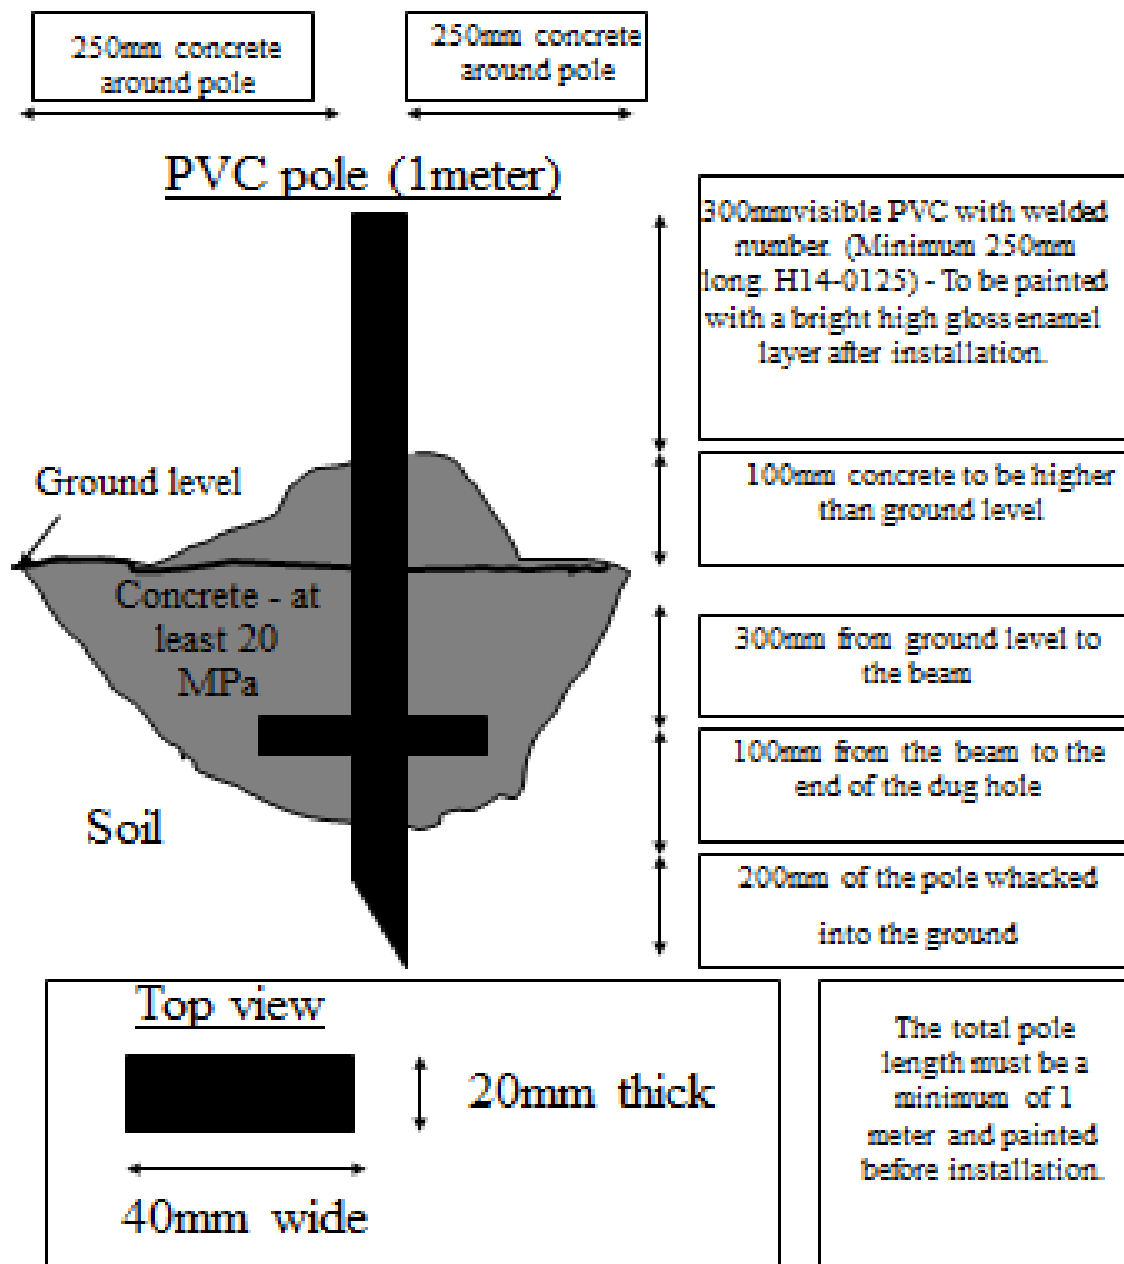 250mm concrete
around pole
250mm concrete
around pole
PVC pole (1meter)
300mmvisible PVC with welded
number. (Minimum 250mm
long. H14-0125) - To be painted
with a bright high gloss enamel
layer after installation.
Ground level
100mm concrete to be higher
than ground level
Concrete - at
least 20
MPa
300mm from ground level to
the beam
100mm from the beam to the
end of the dug hole
Soil
200mm of the pole whacked
into the ground
Top view
20mm thick
40mm wide
The total pole
length must be a
minimum of 1
meter and painted
before installation.